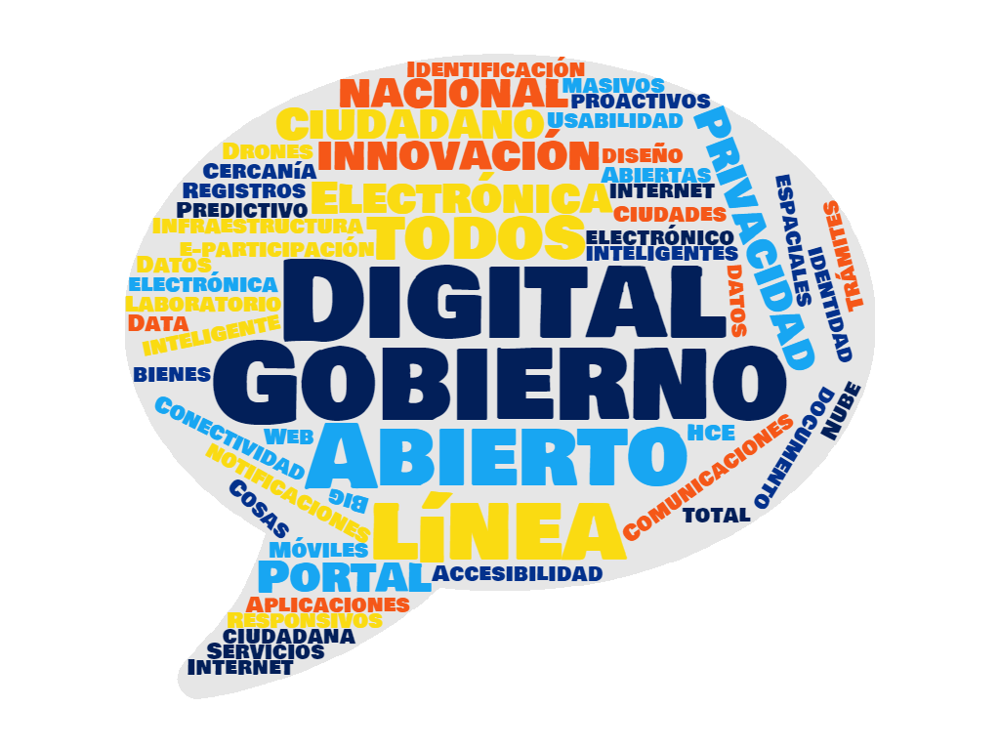 Identificación
nacional
masivos
proactivos
Ciudadano
usabilidad
Drones
innovación
diseño
cercanía
abiertas
registros
Electrónica
internet
Predictivo
ciudades
infraestructura
todos
electrónico
e-participación
inteligentes
Privacidad
espaciales
trámites
identidad
Datos
electrónica
Digital
datos
laboratorio
Data
inteligente
bienes
Gobierno
Nube
documento
Conectividad
Web
Abierto
HCE
comunicaciones
notificaciones
Big
Cosas
Línea
total
Móviles
Portal
Accesibilidad
Aplicaciones
responsivos
ciudadana
Servicios
Internet